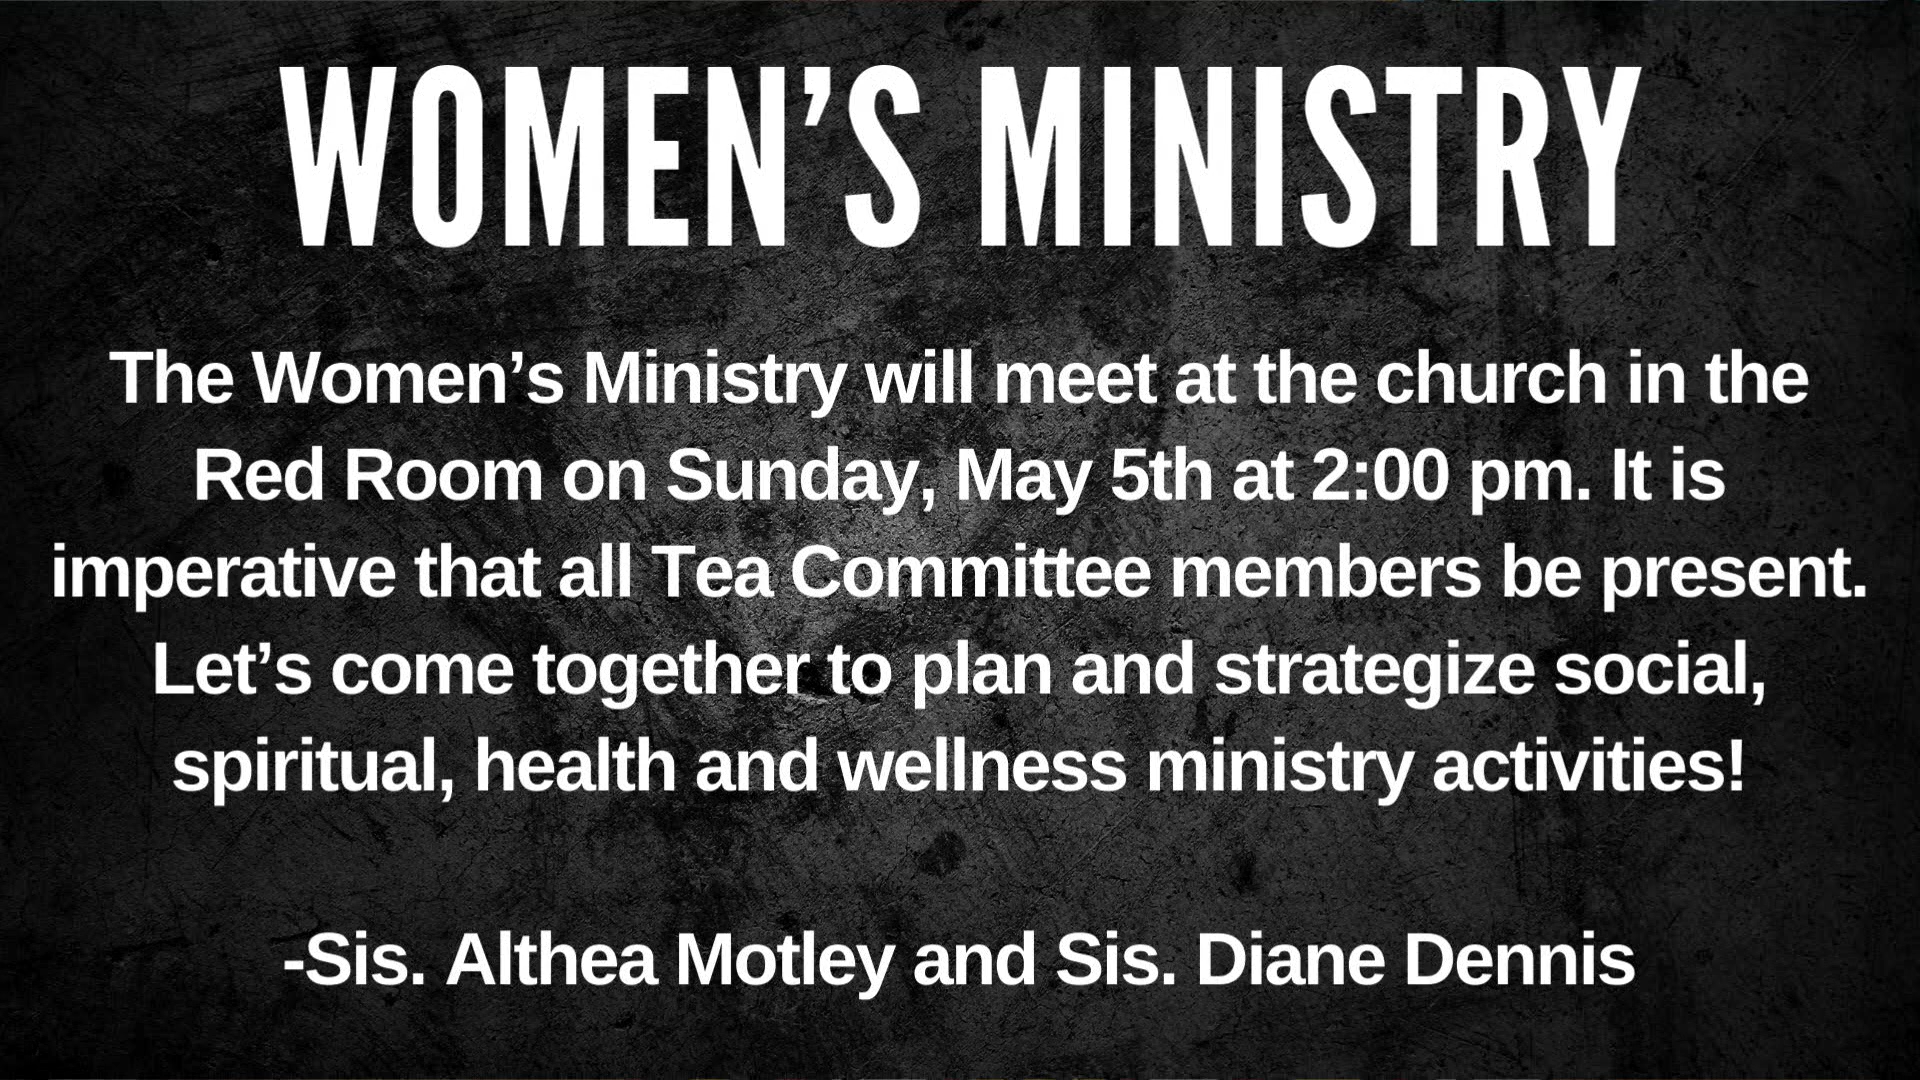 WOMEN’S MINISTRY
The Women’s Ministry will meet at the church in the
Red Room on Sunday, May 5th at 2:00 pm. It is
imperative that all Tea Committee members be present.
Let’s come together to plan and strategize social,
spiritual, health and wellness ministry activities!
-Sis. Althea Motley and Sis. Diane Dennis